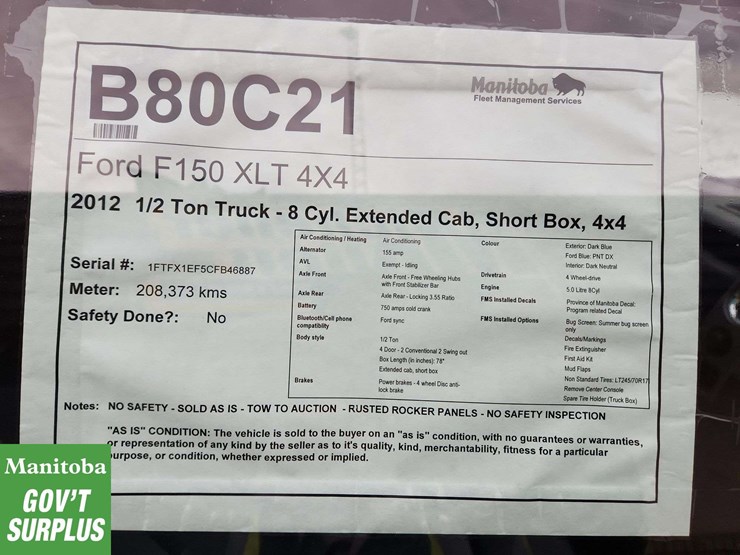 B80C21
Manitoba
Fleet Management Services
Ford F150 XLT 4X4
2012 1/2 Ton Truck - 8 Cyl. Extended Cab, Short Box, 4x4
Serial #: 1FTFX1EF5CFB46887
Meter: 208,373 kms
Safety Done?: No
Air Conditioning / Heating Air Conditioning
Alternator 155 amp
AVL Exempt - Idling
Axle Front Axle Front - Free Wheeling Hubs
with Front Stabilizer Bar
Axle Rear Axle Rear - Locking 3.55 Ratio
Battery 750 amps cold crank
Bluetooth/Cell phone Ford sync
compatiblity
Body style 1/2 Ton
4 Door - 2 Conventional 2 Swing out
Box Length (in inches): 78"
Extended cab, short box
Brakes Power brakes - 4 wheel Disc anti-
lock brake
Colour Exterior: Dark Blue
Ford Blue: PNT DX
Interior: Dark Neutral
Drivetrain 4 Wheel-drive
Engine 5.0 Litre 8Cyl
FMS Installed Decals Province of Manitoba Decal:
Program related Decal
FMS Installed Options Bug Screen: Summer bug screen
only
Decals/Markings
Fire Extinguisher
First Aid Kit
Mud Flaps
Non Standard Tires: LT245/70R17
Remove Center Console
Spare Tire Holder (Truck Box)
Notes: NO SAFETY - SOLD AS IS - TOW TO AUCTION - RUSTED ROCKER PANELS - NO SAFETY INSPECTION
"AS IS" CONDITION: The vehicle is sold to the buyer on an "as is" condition, with no guarantees or warranties,
or representation of any kind by the seller as to it's quality, kind, merchantability, fitness for a particular
purpose, or condition, whether expressed or implied.
Manitoba
GOV'T
SURPLUS